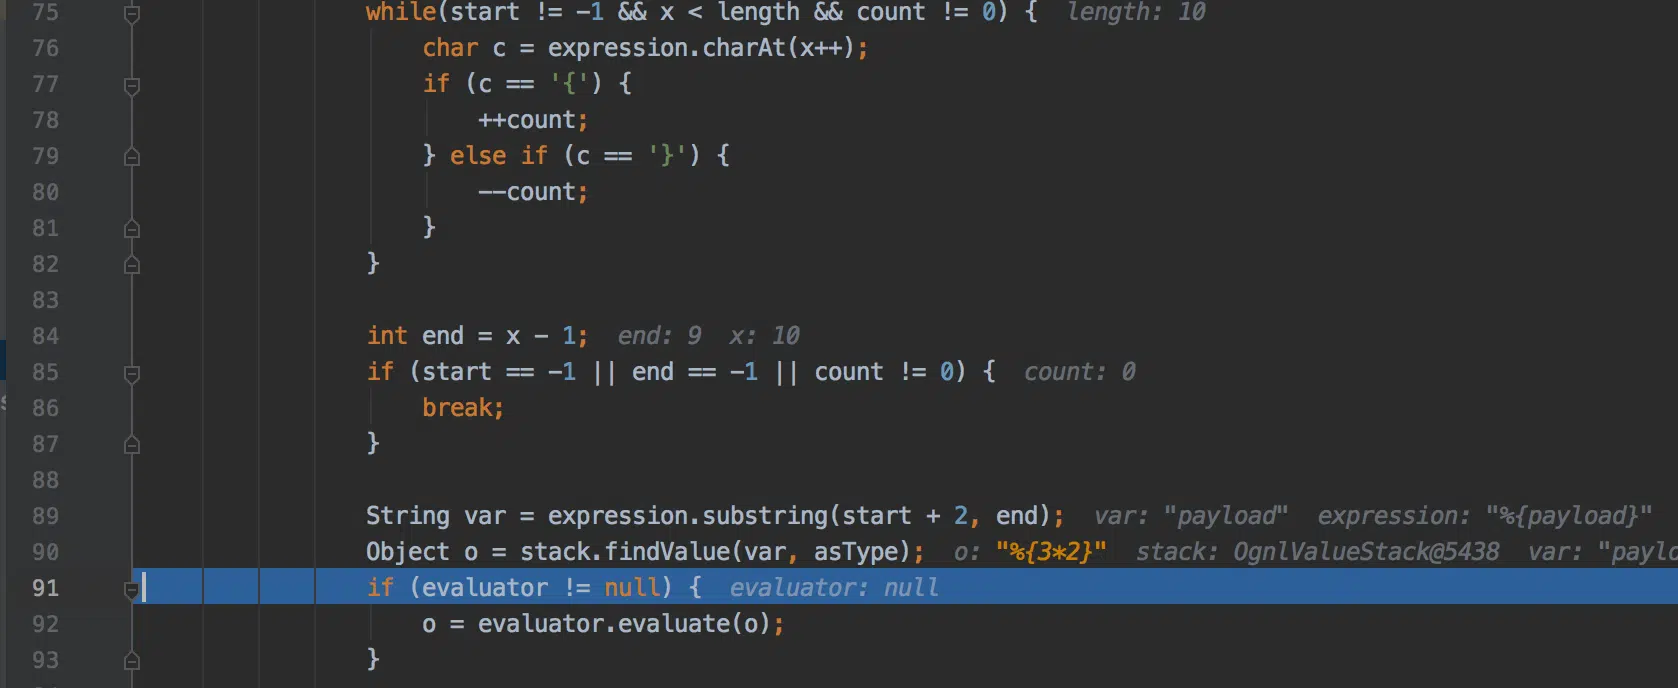 75 while(start != -1 && x < length && count != 0) { length: 10
76 char c = expression.charAt(x++);
77 if (c == '{') {
78 ++count;
79 } else if (c == '}') {
80 --count;
81 }
82 }
83
84 int end = x - 1; end: 9 x: 10
85 if (start == -1 || end == -1 || count != 0) { count: 0
86 break;
87 }
88
89 String var = expression.substring(start + 2, end); var: "payload" expression: "%{payload}"
90 Object o = stack.findValue(var, asType); o: "%{3*2}" stack: OgnlValueStack@5438 var: "paylo
91 if (evaluator != null) { evaluator: null
92 o = evaluator.evaluate(o);
93 }